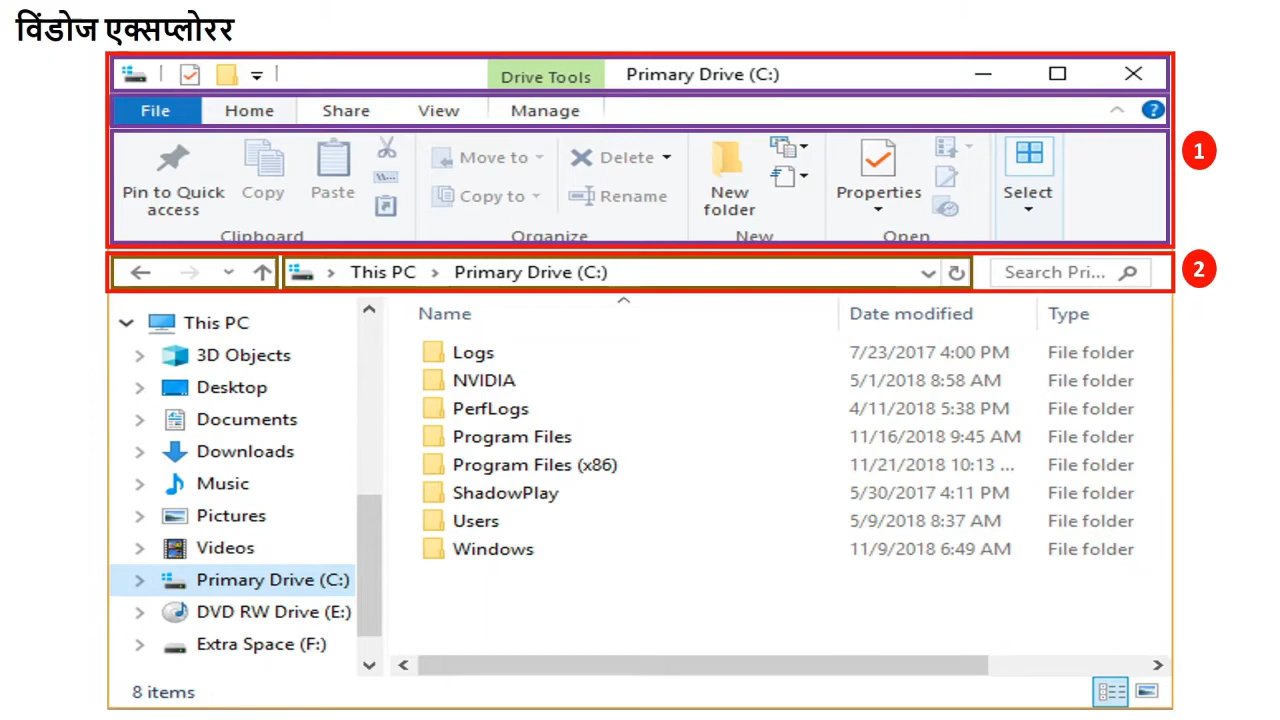 विंडोज एक्सप्लोरर
Drive Tools Primary Drive (C:)
File Home Share View Manage ?
Pin to Quick access Copy Paste Move to Copy to Delete Rename New folder Properties Select
Clipboard Organize New Open
1
This PC > Primary Drive (C:) Search Pri...
2
Name Date modified Type
This PC
3D Objects
Desktop
Documents
Downloads
Music
Pictures
Videos
Primary Drive (C:)
DVD RW Drive (E:)
Extra Space (F:)
Logs 7/23/2017 4:00 PM File folder
NVIDIA 5/1/2018 8:58 AM File folder
PerfLogs 4/11/2018 5:38 PM File folder
Program Files 11/16/2018 9:45 AM File folder
Program Files (x86) 11/21/2018 10:13 ... File folder
ShadowPlay 5/30/2017 4:11 PM File folder
Users 5/9/2018 8:37 AM File folder
Windows 11/9/2018 6:49 AM File folder
8 items